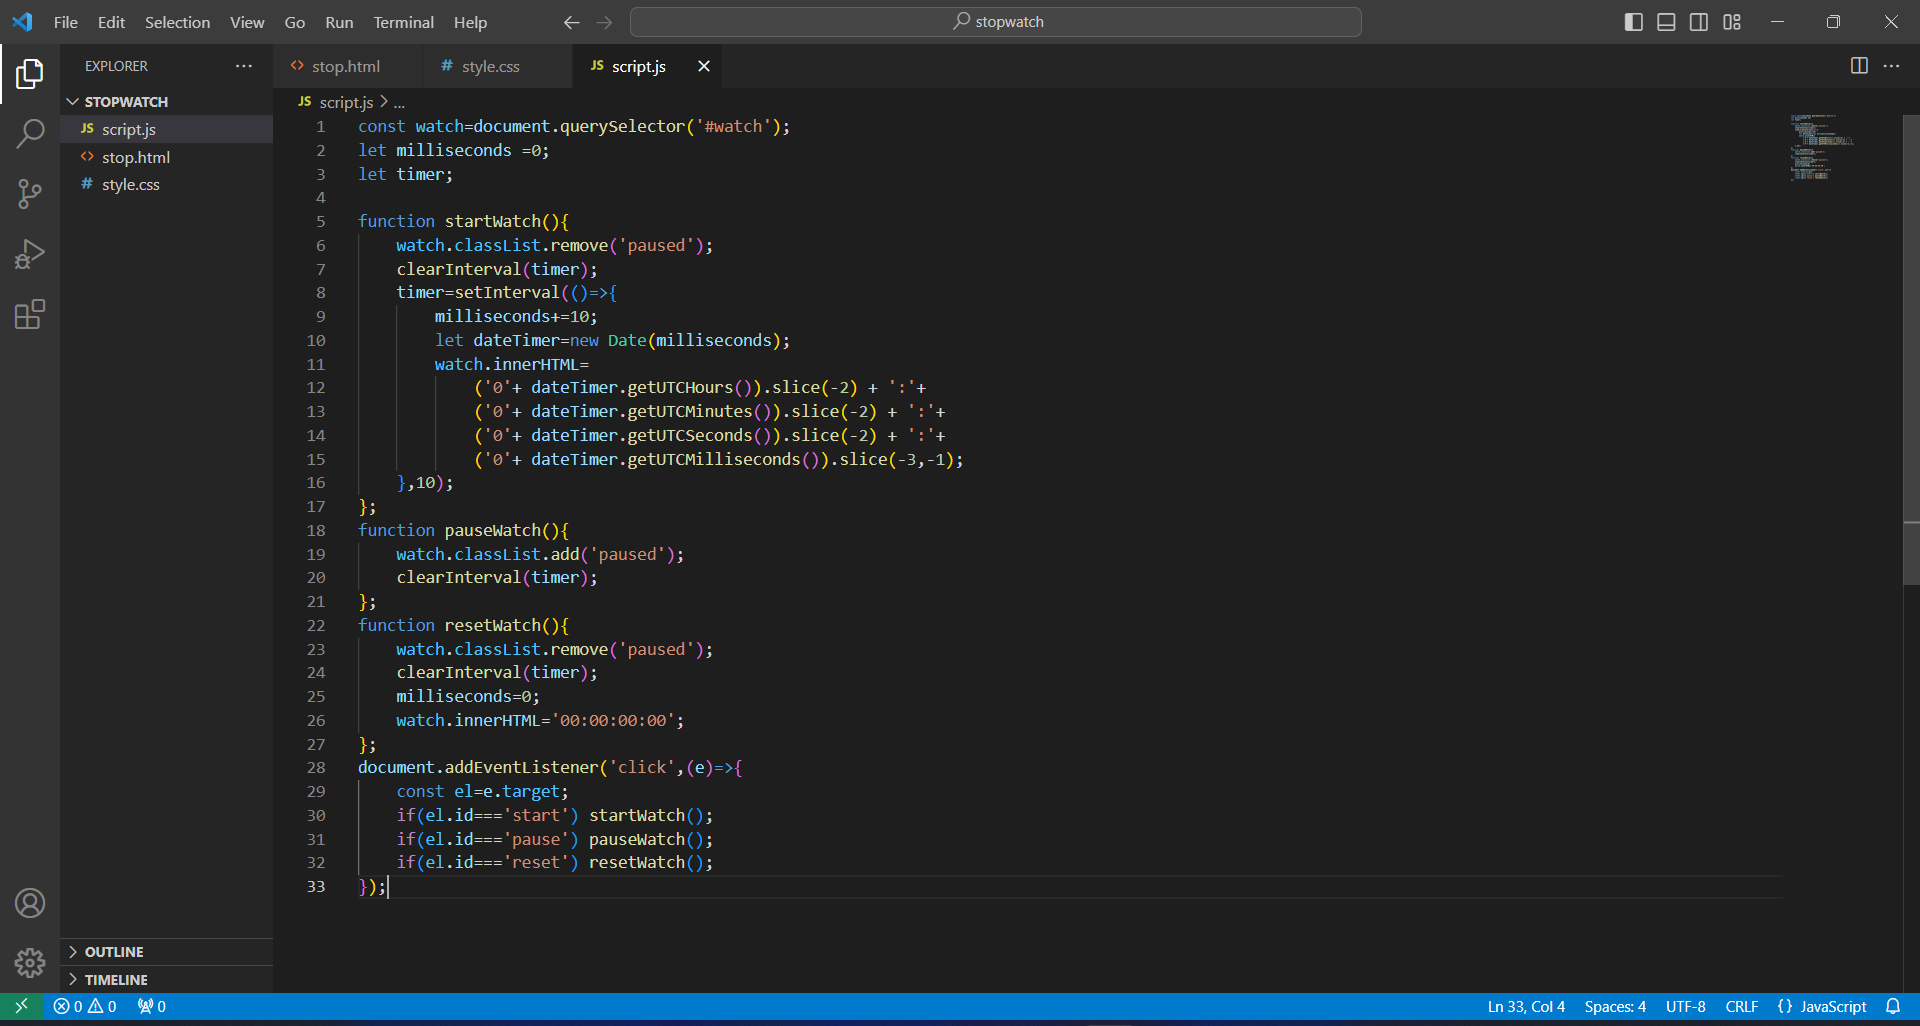 File Edit Selection View Go Run Terminal Help
stopwatch
EXPLORER
STOPWATCH
JS script.js
<> stop.html
# style.css
OUTLINE
TIMELINE
<> stop.html # style.css JS script.js
JS script.js > ...
1 const watch=document.querySelector('#watch');
2 let milliseconds =0;
3 let timer;
4
5 function startWatch(){
6     watch.classList.remove('paused');
7     clearInterval(timer);
8     timer=setInterval(()=>{
9         milliseconds+=10;
10         let dateTimer=new Date(milliseconds);
11         watch.innerHTML=
12             ('0'+ dateTimer.getUTCHours()).slice(-2) + ':'+
13             ('0'+ dateTimer.getUTCMinutes()).slice(-2) + ':'+
14             ('0'+ dateTimer.getUTCSeconds()).slice(-2) + ':'+
15             ('0'+ dateTimer.getUTCMilliseconds()).slice(-3,-1);
16     },10);
17 };
18 function pauseWatch(){
19     watch.classList.add('paused');
20     clearInterval(timer);
21 };
22 function resetWatch(){
23     watch.classList.remove('paused');
24     clearInterval(timer);
25     milliseconds=0;
26     watch.innerHTML='00:00:00:00';
27 };
28 document.addEventListener('click',(e)=>{
29     const el=e.target;
30     if(el.id==='start') startWatch();
31     if(el.id==='pause') pauseWatch();
32     if(el.id==='reset') resetWatch();
33 });
0 0 0 Ln 33, Col 4 Spaces: 4 UTF-8 CRLF {} JavaScript